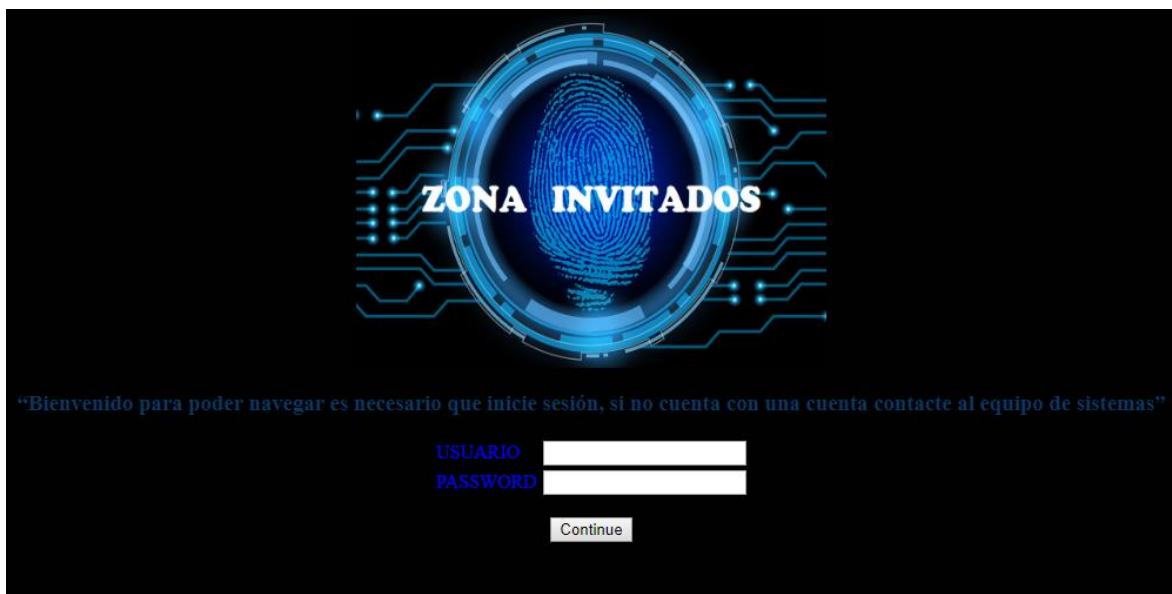 ZONA INVITADOS
“Bienvenido para poder navegar es necesario que inicie sesión, si no cuenta con una cuenta contacte al equipo de sistemas”
USUARIO
PASSWORD
Continue